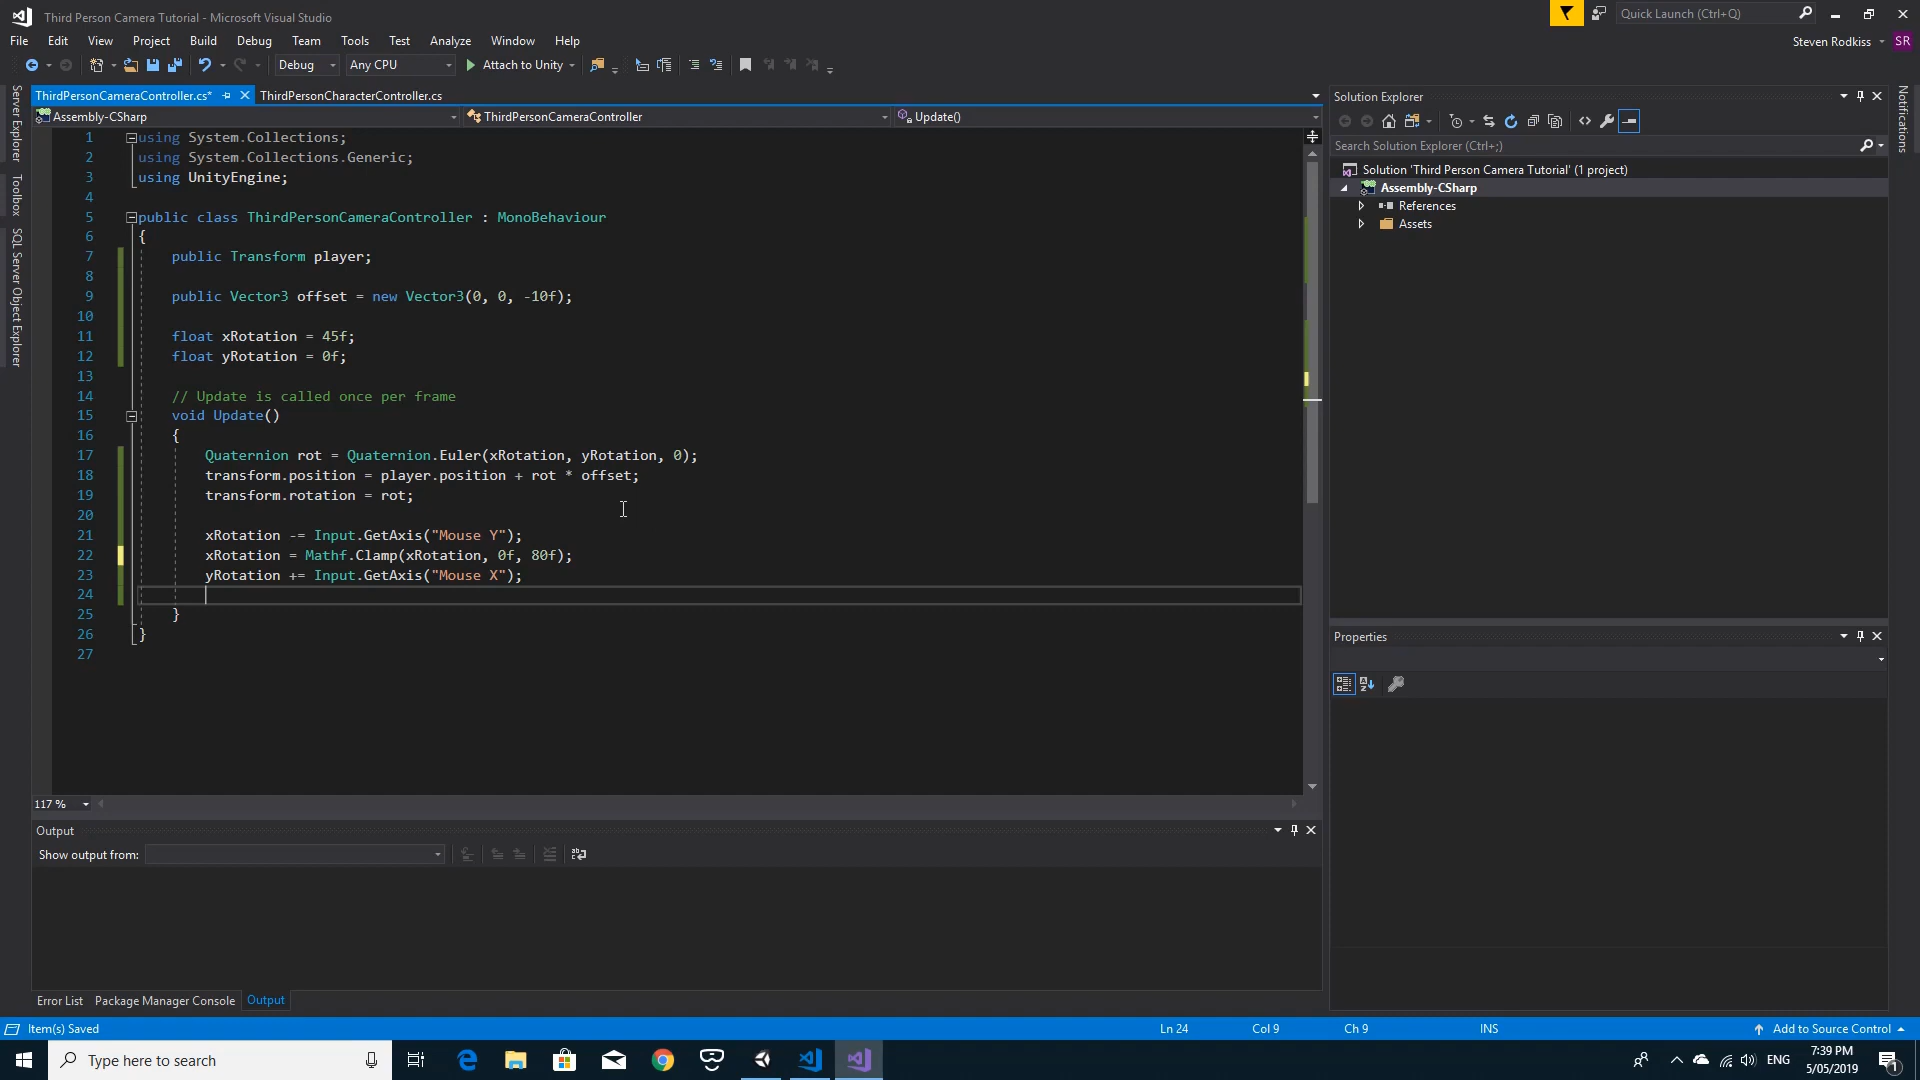 Third Person Camera Tutorial - Microsoft Visual Studio
Quick Launch (Ctrl+Q)
File Edit View Project Build Debug Team Tools Test Analyze Window Help
Steven Rodkiss SR
Debug Any CPU Attach to Unity
Server Explorer
Toolbox
SQL Server Object Explorer
ThirdPersonCameraController.cs* ThirdPersonCharacterController.cs
Assembly-CSharp ThirdPersonCameraController Update()
1 using System.Collections;
2 using System.Collections.Generic;
3 using UnityEngine;
4
5 public class ThirdPersonCameraController : MonoBehaviour
6 {
7 public Transform player;
8
9 public Vector3 offset = new Vector3(0, 0, -10f);
10
11 float xRotation = 45f;
12 float yRotation = 0f;
13
14 // Update is called once per frame
15 void Update()
16 {
17 Quaternion rot = Quaternion.Euler(xRotation, yRotation, 0);
18 transform.position = player.position + rot * offset;
19 transform.rotation = rot;
20
21 xRotation -= Input.GetAxis("Mouse Y");
22 xRotation = Mathf.Clamp(xRotation, 0f, 80f);
23 yRotation += Input.GetAxis("Mouse X");
24
25 }
26 }
27
117 %
Output
Show output from:
Error List Package Manager Console Output
Solution Explorer
Search Solution Explorer (Ctrl+;)
Solution 'Third Person Camera Tutorial' (1 project)
Assembly-CSharp
References
Assets
Properties
Notifications
Item(s) Saved Ln 24 Col 9 Ch 9 INS Add to Source Control
Type here to search
ENG
7:39 PM
5/05/2019
1